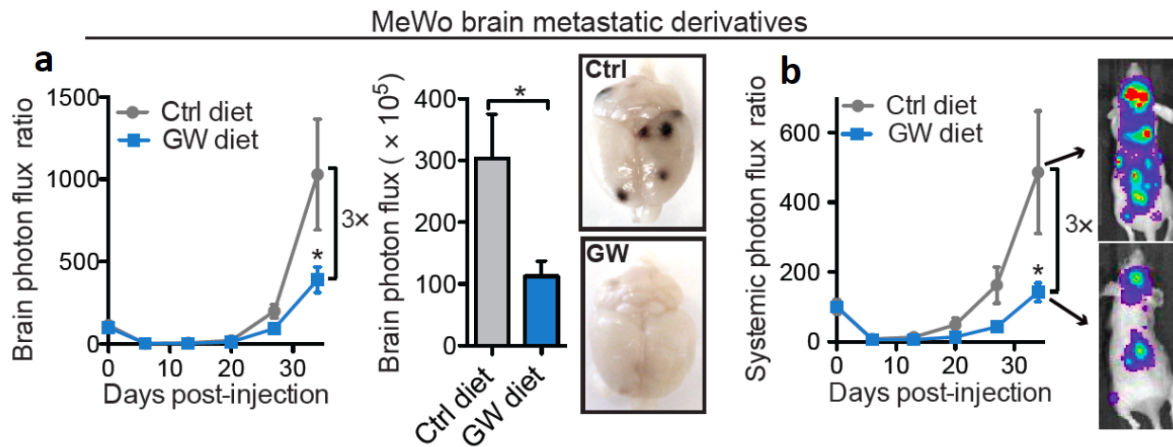 MeWo brain metastatic derivatives
a
Brain photon flux ratio
1500
1000
500
0
Ctrl diet
GW diet
3×
*
0 10 20 30
Days post-injection
Brain photon flux ( × 10⁵)
400
300
200
100
0
*
Ctrl diet
GW diet
Ctrl
GW
b
Systemic photon flux ratio
600
400
200
0
Ctrl diet
GW diet
3×
*
0 10 20 30
Days post-injection